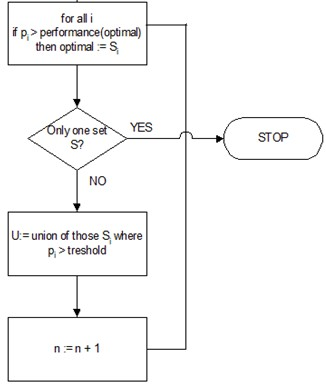 for all i
if pi > performance(optimal)
then optimal := Si
Only one set
S?
YES
STOP
NO
U:= union of those Si where
pi > treshold
n := n + 1